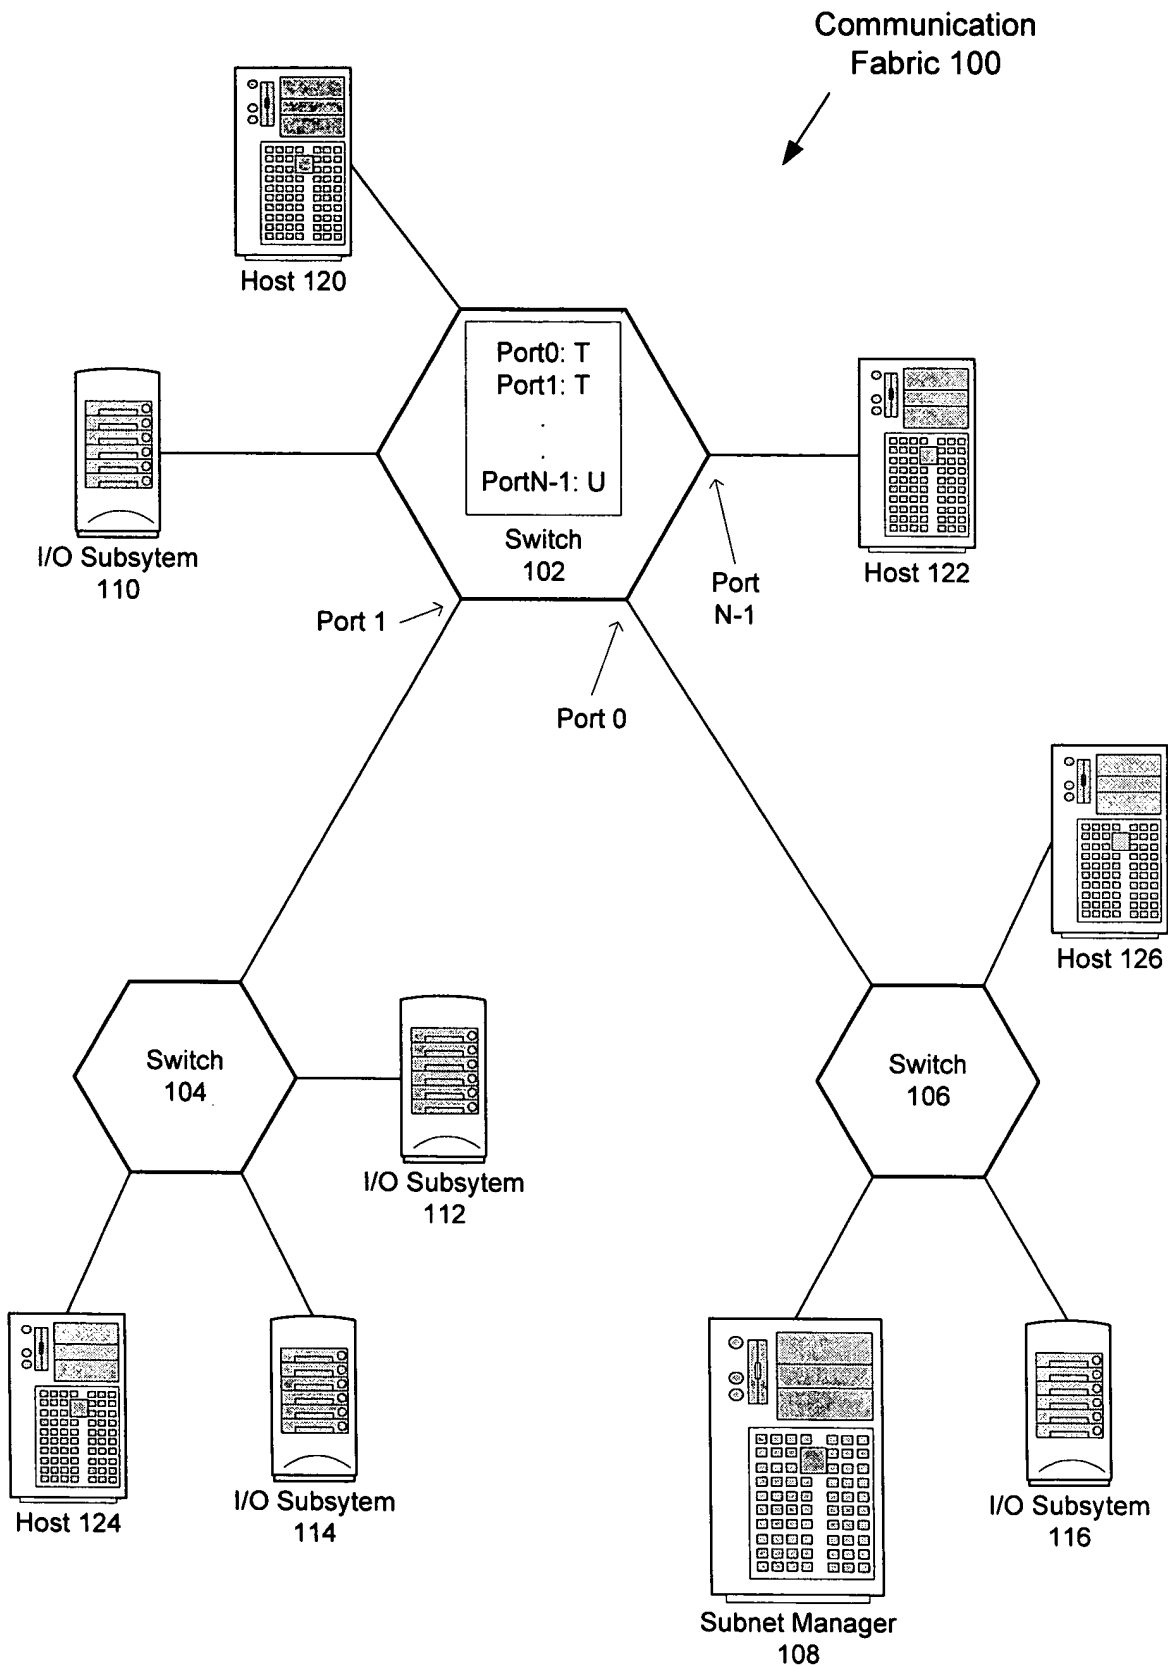 Communication
Fabric 100
Host 120
Port0: T
Port1: T
.
.
PortN-1: U
Switch
102
I/O Subsytem
110
Host 122
Port
N-1
Port 1
Port 0
Host 126
Switch
104
Switch
106
I/O Subsytem
112
Host 124
I/O Subsytem
114
I/O Subsytem
116
Subnet Manager
108